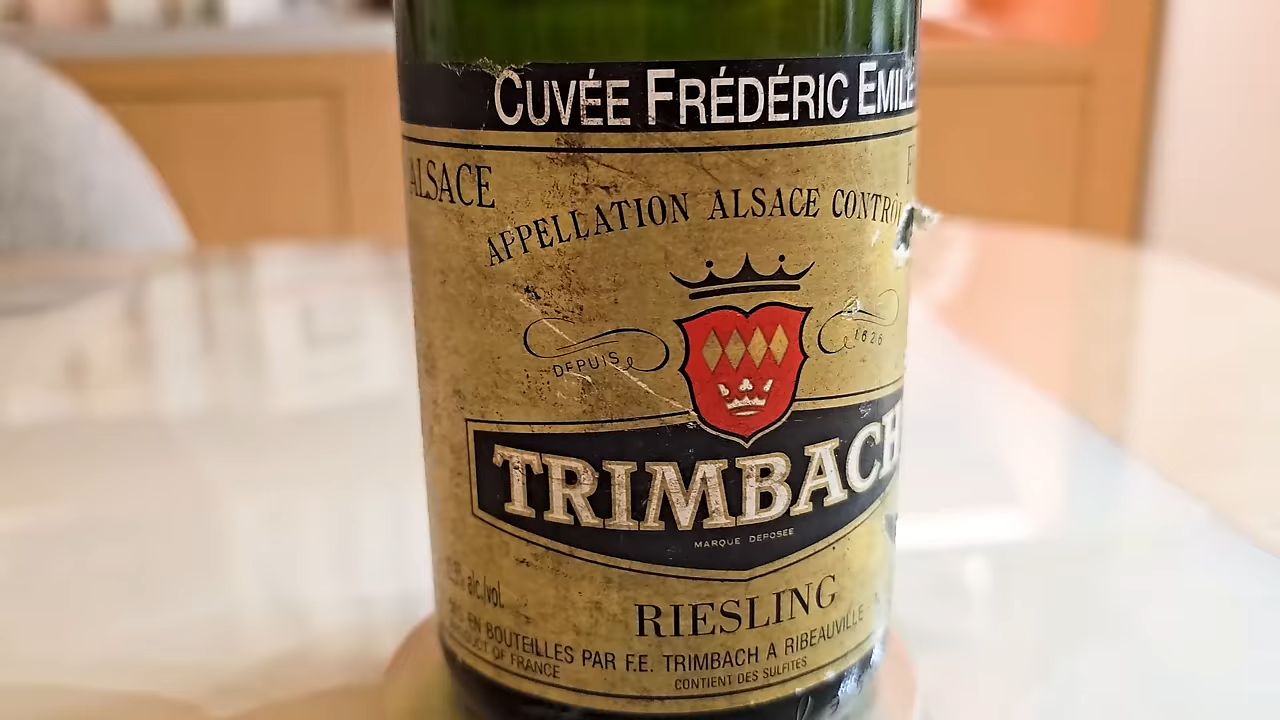 CUVÉE FRÉDÉRIC EMILE
ALSACE
APPELLATION ALSACE CONTRÔ
DEPUIS 1626
TRIMBACH
MARQUE DEPOSEE
alc./vol.
RIESLING
EN BOUTEILLES PAR F.E. TRIMBACH A RIBEAUVILLE
PRODUCT OF FRANCE
CONTIENT DES SULFITES